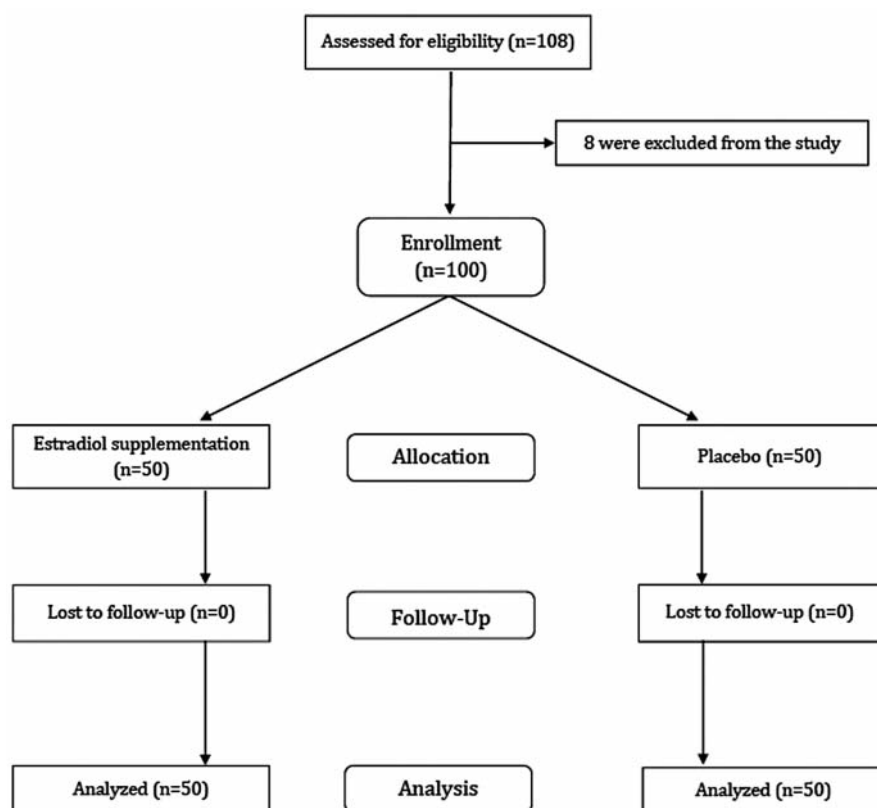 Assessed for eligibility (n=108)
8 were excluded from the study
Enrollment
(n=100)
Estradiol supplementation
(n=50)
Allocation
Placebo (n=50)
Lost to follow-up (n=0)
Follow-Up
Lost to follow-up (n=0)
Analyzed (n=50)
Analysis
Analyzed (n=50)